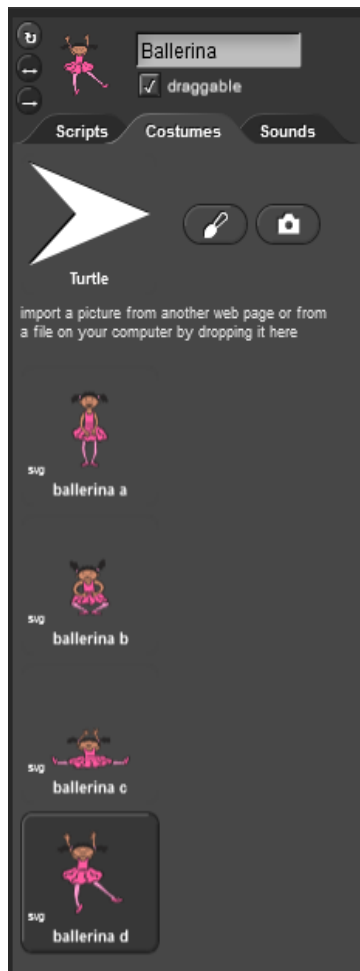 Ballerina
draggable
Scripts Costumes Sounds
Turtle
import a picture from another web page or from
a file on your computer by dropping it here
svg
ballerina a
svg
ballerina b
svg
ballerina c
svg
ballerina d